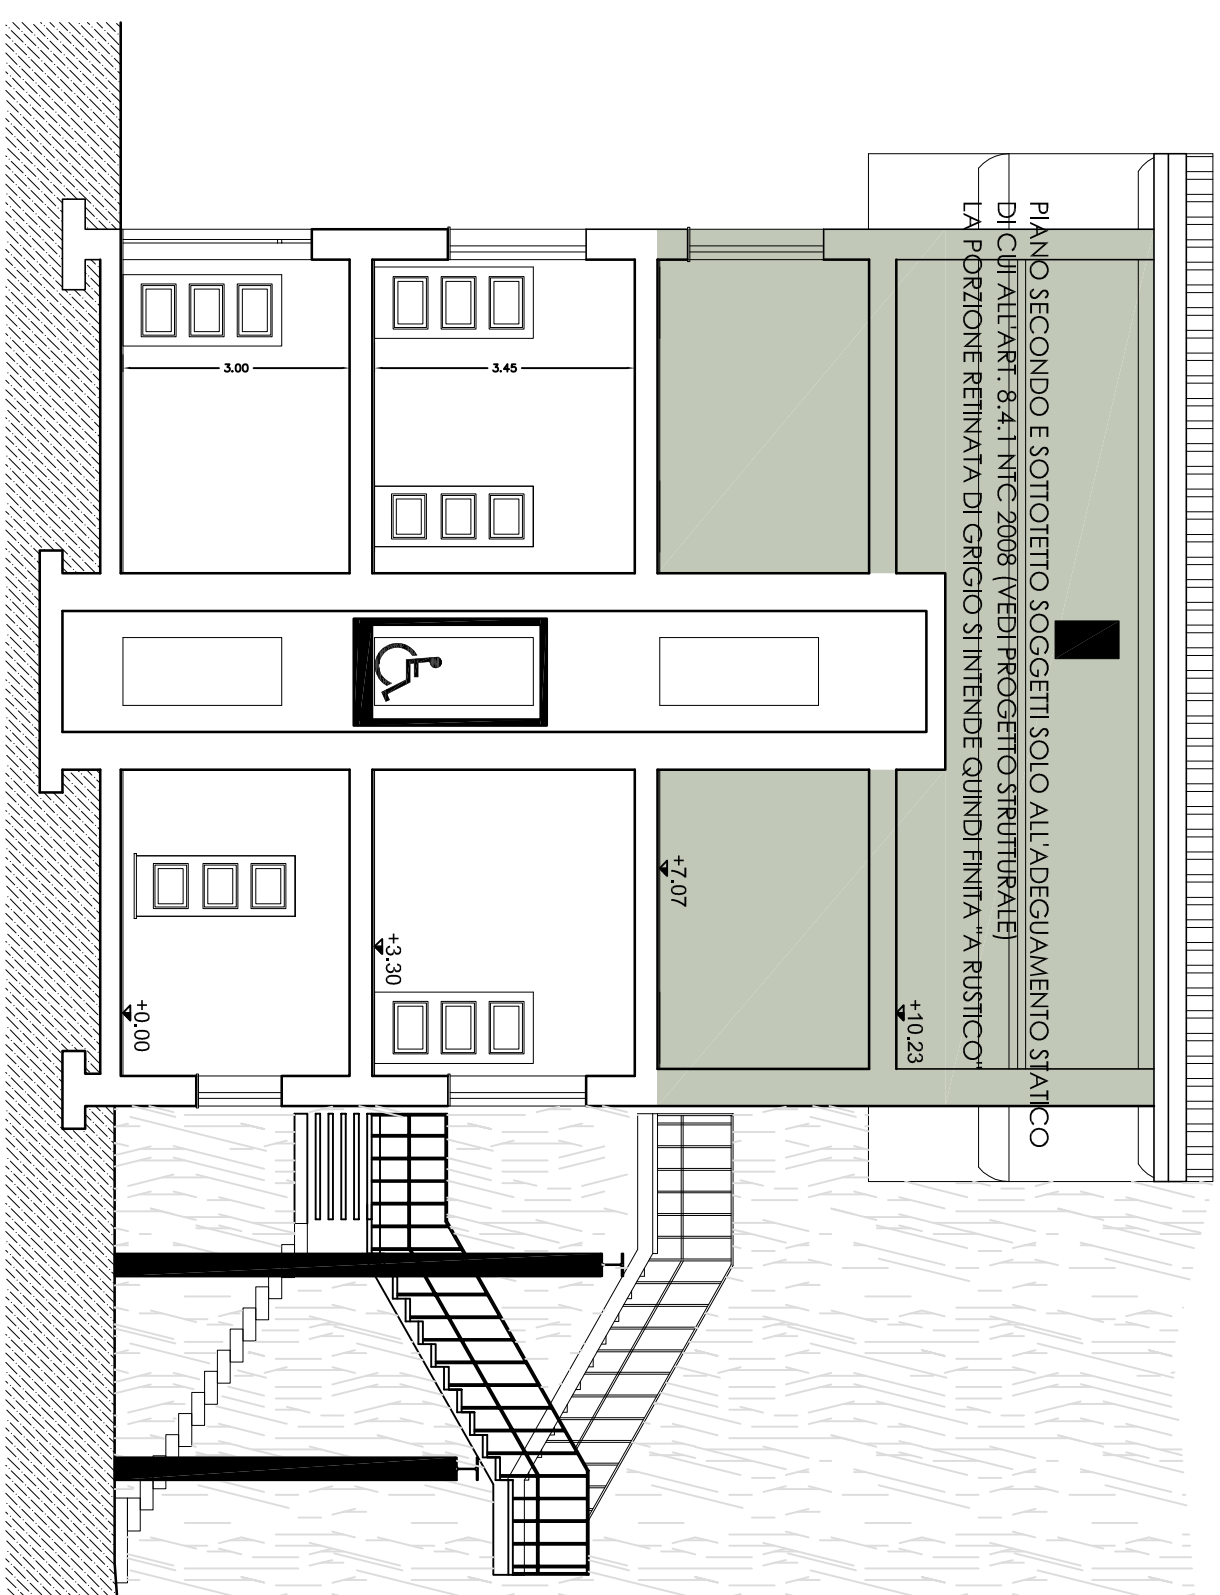 PIANO SECONDO E SOTTOTETTO SOGGETTI SOLO ALL'ADEGUAMENTO STATICO
DI CUI ALL'ART. 8.4.1 NTC 2008 (VEDI PROGETTO STRUTTURALE)
LA PORZIONE RETINATA DI GRIGIO SI INTENDE QUINDI FINITA "A RUSTICO"
+10.23
+7.07
3.45
+3.30
3.00
+0.00